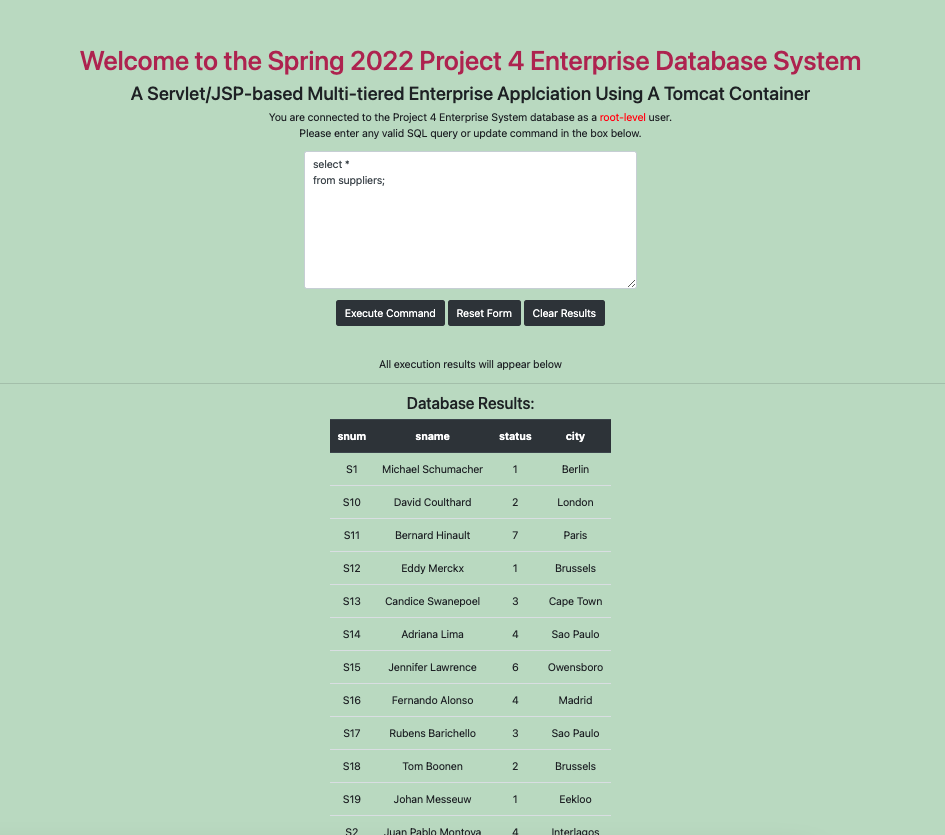 Welcome to the Spring 2022 Project 4 Enterprise Database System
A Servlet/JSP-based Multi-tiered Enterprise Applciation Using A Tomcat Container
You are connected to the Project 4 Enterprise System database as a root-level user.
Please enter any valid SQL query or update command in the box below.
select *
from suppliers;
Execute Command Reset Form Clear Results
All execution results will appear below
Database Results:
snum sname status city
S1 Michael Schumacher 1 Berlin
S10 David Coulthard 2 London
S11 Bernard Hinault 7 Paris
S12 Eddy Merckx 1 Brussels
S13 Candice Swanepoel 3 Cape Town
S14 Adriana Lima 4 Sao Paulo
S15 Jennifer Lawrence 6 Owensboro
S16 Fernando Alonso 4 Madrid
S17 Rubens Barichello 3 Sao Paulo
S18 Tom Boonen 2 Brussels
S19 Johan Messeuw 1 Eekloo
S2 Juan Pablo Montoya 4 Interlagos